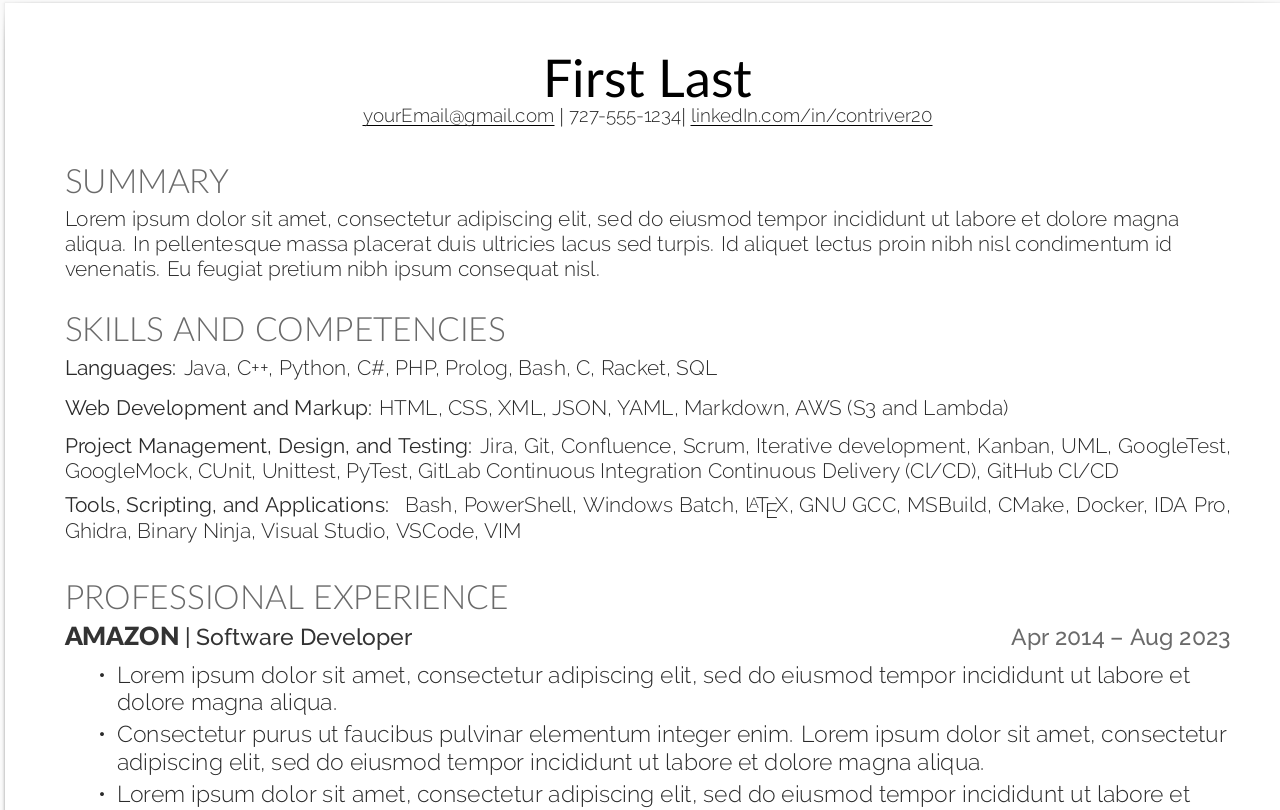 First Last
yourEmail@gmail.com | 727-555-1234| linkedIn.com/in/contriver20
SUMMARY
Lorem ipsum dolor sit amet, consectetur adipiscing elit, sed do eiusmod tempor incididunt ut labore et dolore magna
aliqua. In pellentesque massa placerat duis ultricies lacus sed turpis. Id aliquet lectus proin nibh nisl condimentum id
venenatis. Eu feugiat pretium nibh ipsum consequat nisl.
SKILLS AND COMPETENCIES
Languages: Java, C++, Python, C#, PHP, Prolog, Bash, C, Racket, SQL
Web Development and Markup: HTML, CSS, XML, JSON, YAML, Markdown, AWS (S3 and Lambda)
Project Management, Design, and Testing: Jira, Git, Confluence, Scrum, Iterative development, Kanban, UML, GoogleTest,
GoogleMock, CUnit, Unittest, PyTest, GitLab Continuous Integration Continuous Delivery (CI/CD), GitHub CI/CD
Tools, Scripting, and Applications: Bash, PowerShell, Windows Batch, LATEX, GNU GCC, MSBuild, CMake, Docker, IDA Pro,
Ghidra, Binary Ninja, Visual Studio, VSCode, VIM
PROFESSIONAL EXPERIENCE
AMAZON | Software Developer Apr 2014 – Aug 2023
• Lorem ipsum dolor sit amet, consectetur adipiscing elit, sed do eiusmod tempor incididunt ut labore et
dolore magna aliqua.
• Consectetur purus ut faucibus pulvinar elementum integer enim. Lorem ipsum dolor sit amet, consectetur
adipiscing elit, sed do eiusmod tempor incididunt ut labore et dolore magna aliqua.
• Lorem ipsum dolor sit amet, consectetur adipiscing elit, sed do eiusmod tempor incididunt ut labore et